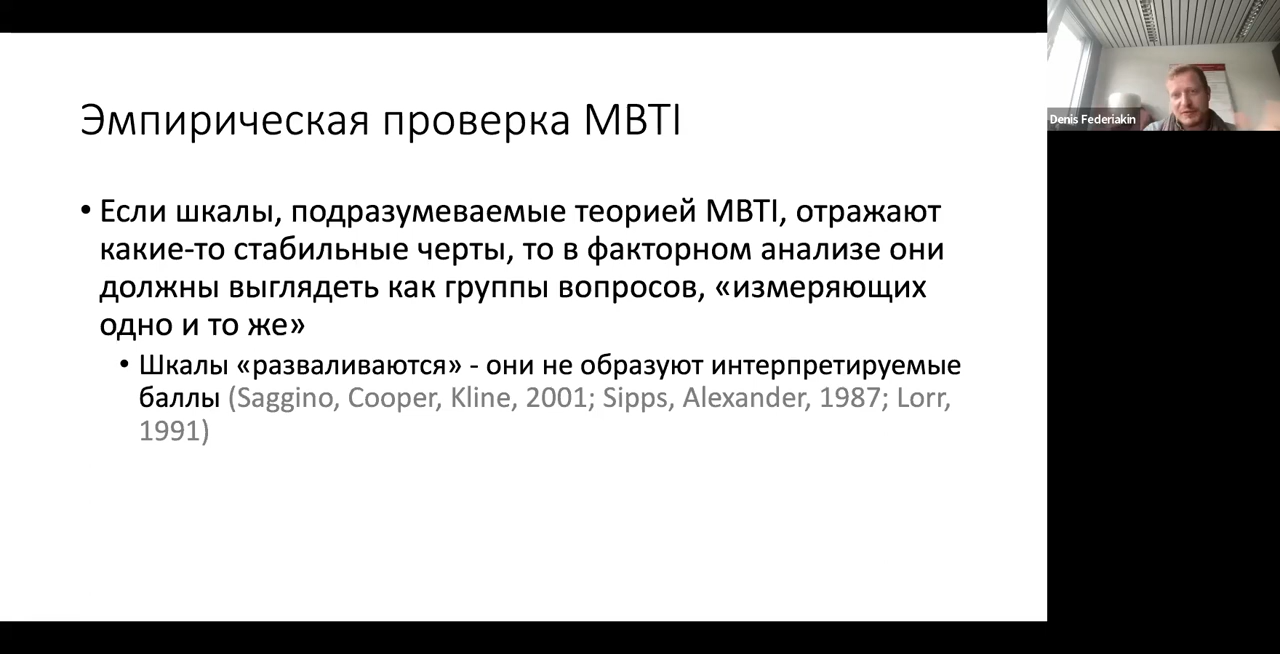 Эмпирическая проверка MBTI
• Если шкалы, подразумеваемые теорией MBTI, отражают
какие-то стабильные черты, то в факторном анализе они
должны выглядеть как группы вопросов, «измеряющих
одно и то же»
• Шкалы «разваливаются» - они не образуют интерпретируемые
баллы (Saggino, Cooper, Kline, 2001; Sipps, Alexander, 1987; Lorr,
1991)
Denis Federiakin